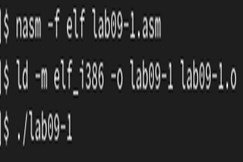 ]$ nasm -f elf lab09-1.asm
]$ ld -m elf_i386 -o lab09-1 lab09-1.o
]$ ./lab09-1